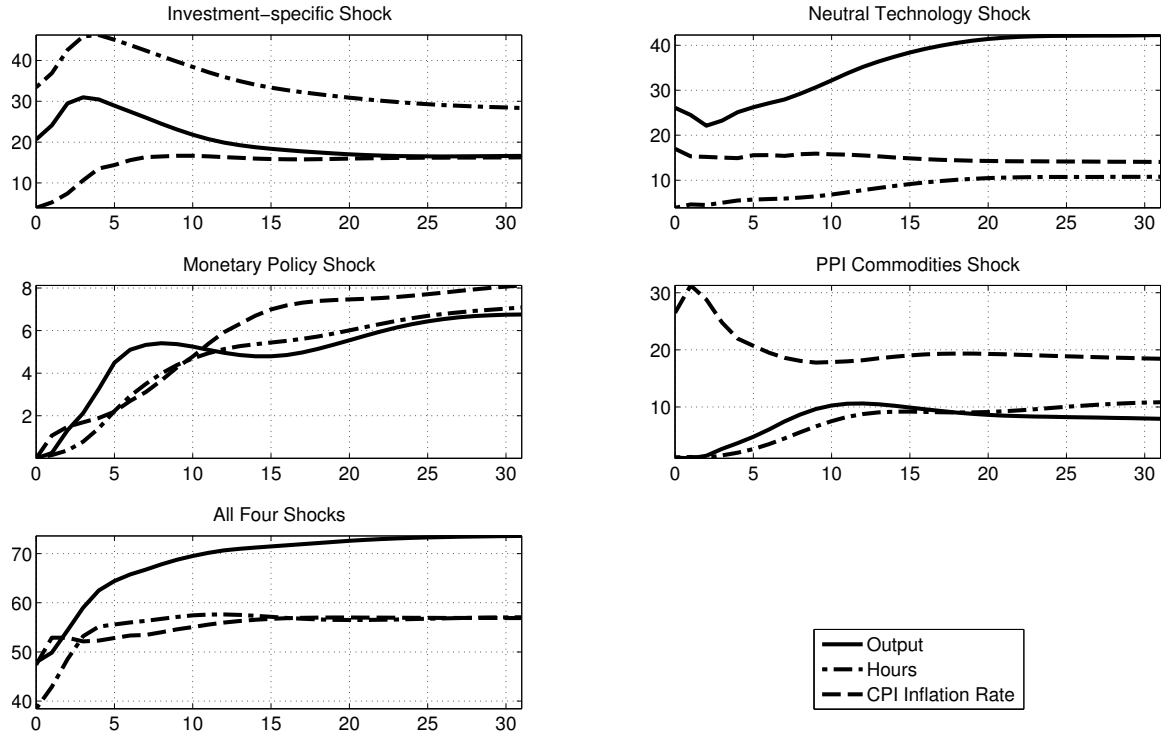 Investment-specific Shock
40
30
20
10
0 5 10 15 20 25 30
Neutral Technology Shock
40
30
20
10
0 5 10 15 20 25 30
Monetary Policy Shock
8
6
4
2
0 5 10 15 20 25 30
PPI Commodities Shock
30
20
10
0 5 10 15 20 25 30
All Four Shocks
70
60
50
40
0 5 10 15 20 25 30
Output
Hours
CPI Inflation Rate